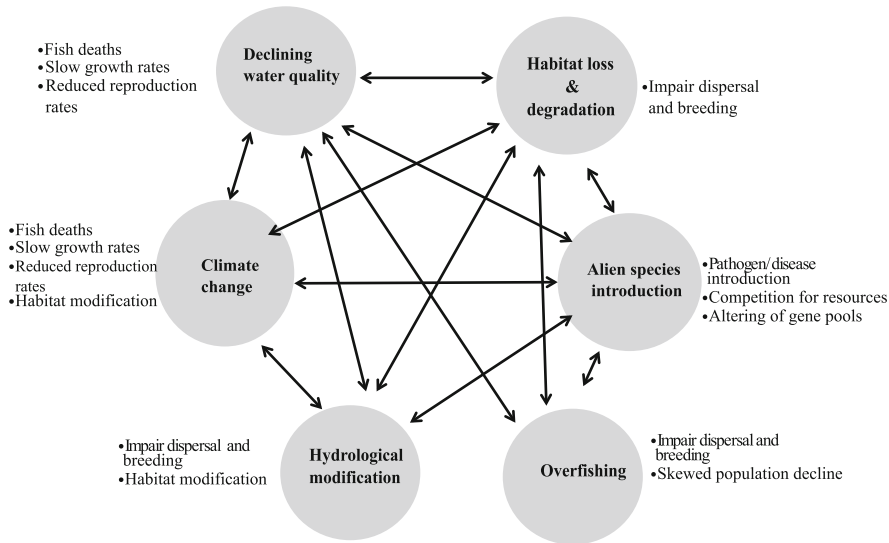 •Fish deaths
•Slow growth rates
•Reduced reproduction
rates
Declining
water quality
Habitat loss
&
degradation
•Impair dispersal
and breeding
•Fish deaths
•Slow growth rates
•Reduced reproduction
rates
•Habitat modification
Climate
change
Alien species
introduction
•Pathogen/disease
introduction
•Competition for resources
•Altering of gene pools
•Impair dispersal and
breeding
•Habitat modification
Hydrological
modification
Overfishing
•Impair dispersal and
breeding
•Skewed population decline